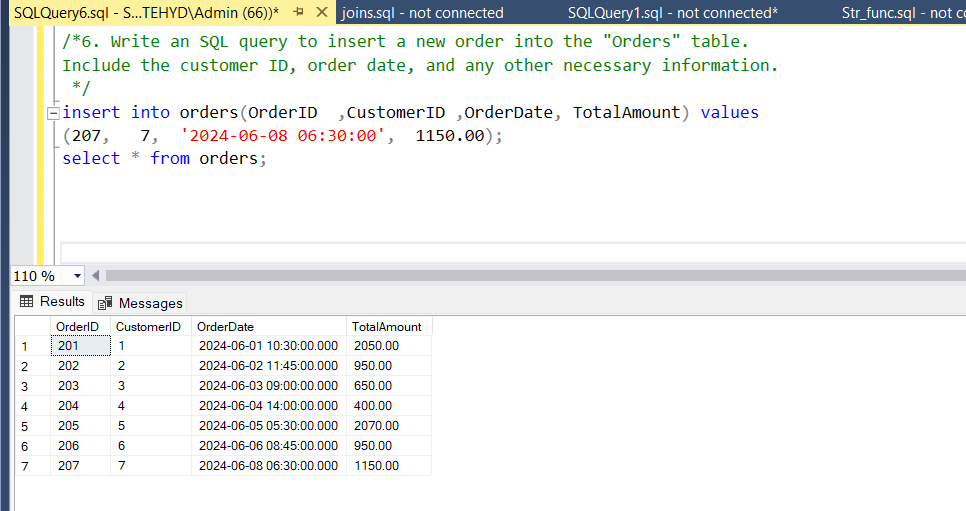 SQLQuery6.sql - S...TEHYD\Admin (66))* joins.sql - not connected SQLQuery1.sql - not connected* Str_func.sql - not co
/*6. Write an SQL query to insert a new order into the "Orders" table.
Include the customer ID, order date, and any other necessary information.
*/
insert into orders(OrderID  ,CustomerID ,OrderDate, TotalAmount) values
(207,   7,  '2024-06-08 06:30:00',  1150.00);
select * from orders;
110 %
Results Messages
OrderID CustomerID OrderDate TotalAmount
1 201 1 2024-06-01 10:30:00.000 2050.00
2 202 2 2024-06-02 11:45:00.000 950.00
3 203 3 2024-06-03 09:00:00.000 650.00
4 204 4 2024-06-04 14:00:00.000 400.00
5 205 5 2024-06-05 05:30:00.000 2070.00
6 206 6 2024-06-06 08:45:00.000 950.00
7 207 7 2024-06-08 06:30:00.000 1150.00